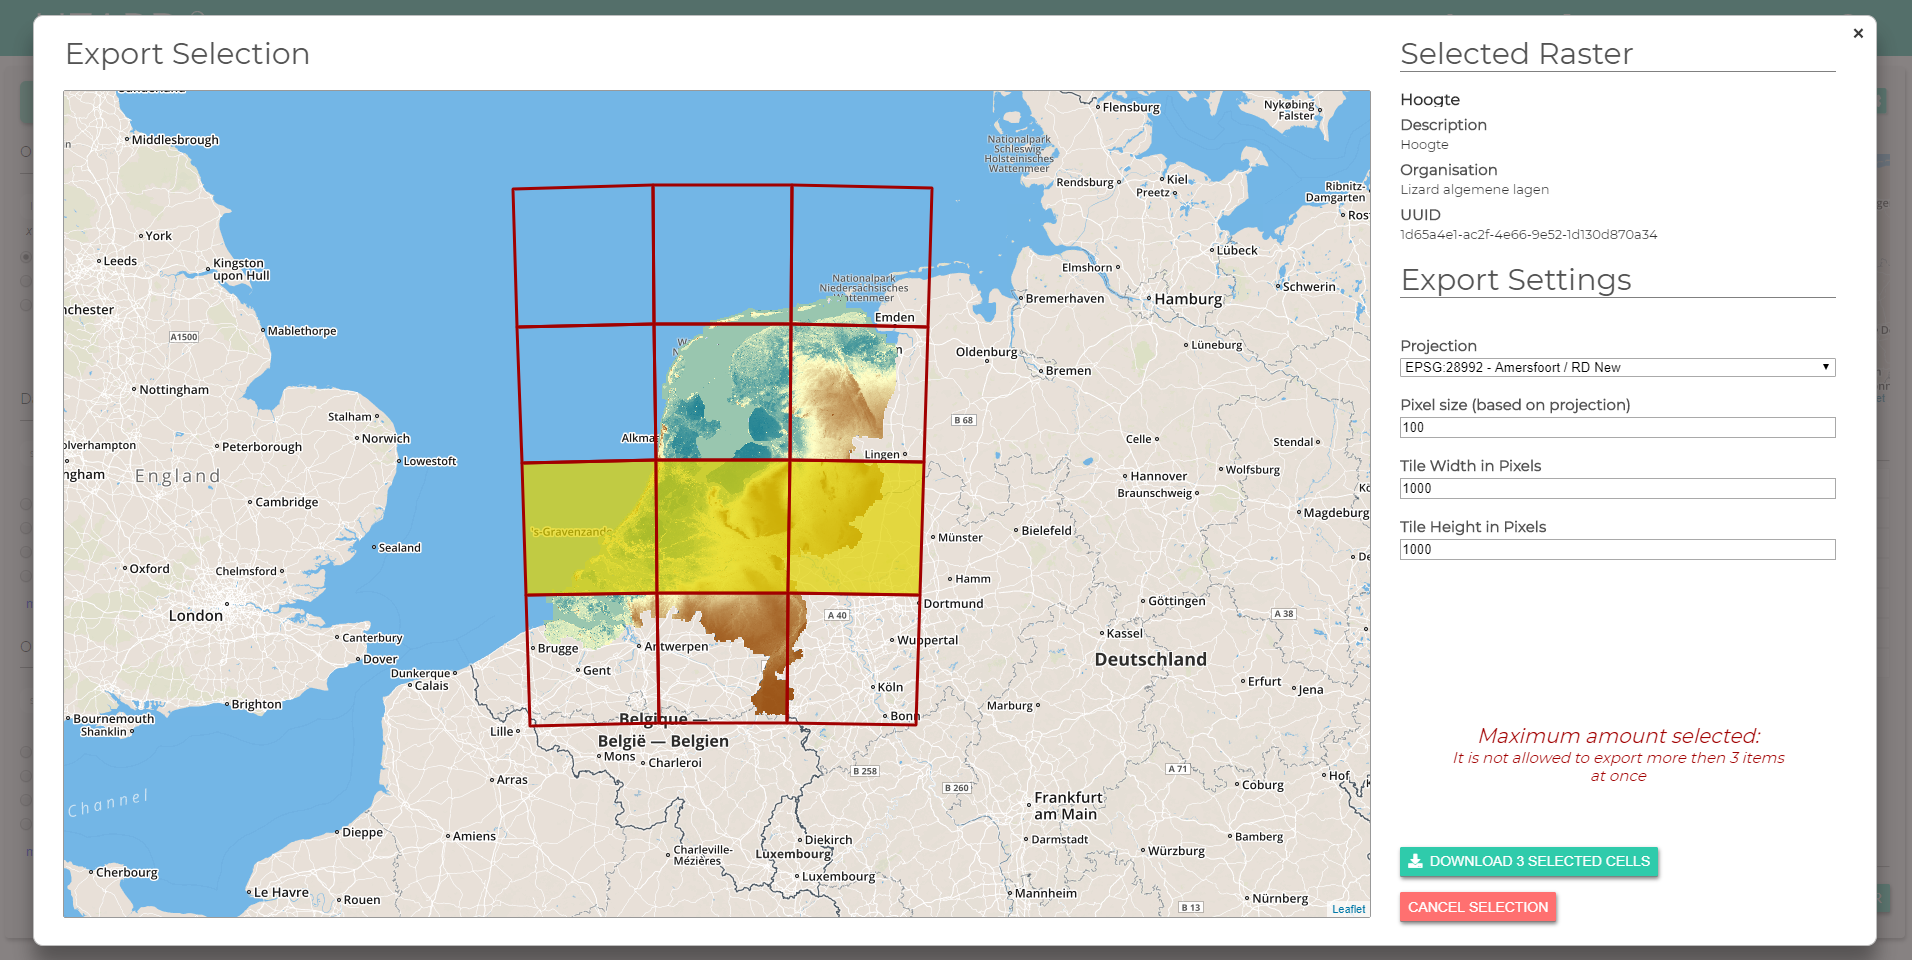 Export Selection
Sunderland
Middlesbrough
York
Leeds
Kingston
upon Hull
nchester
A1500
Mablethorpe
Nottingham
Stalham
Norwich
olverhampton
Peterborough
Lowestoft
ngham
England
Cambridge
Sealand
Oxford
Chelmsford
London
Canterbury
Dover
Dunkerque
Calais
Brighton
Bournemouth
Shanklin
Lille
Arras
Channel
Dieppe
Amiens
Cherbourg
Le Havre
Rouen
Flensburg
Nykøbing
Falster
Nationalpark
Schleswig-
Holsteinisches
Wattenmeer
Rendsburg
Kiel
Preetz
Ribnitz-
Damgarten
Ros
Lübeck
Elmshorn
Nationalpark
Niedersächsisches
Wattenmeer
Schwerin
Bremerhaven
Hamburg
Emden
n
Oldenburg
Lüneburg
Bremen
B 68
Alkma
Lingen
Celle
Stendal
Hannover
Wolfsburg
Braunschweig
Magdeburg
's-Gravenzande
Münster
Bielefeld
De
Hamm
Dortmund
Göttingen
A 40
A 38
Wuppertal
Kassel
Brugge
Antwerpen
Gent
Deutschland
Köln
Erfurt
Jena
Marburg
Bonn
Belgique —
België — Belgien
Mons
Charleroi
B 258
A 71
Hof
B 260
Coburg
Frankfurt
am Main
Diekirch
Darmstadt
Bamberg
Charleville-
Mézières
Luxembourg
Würzburg
Luxembourg
Mannheim
Nürnberg
B 13
Leaflet
×
Selected Raster
Hoogte
Description
Hoogte
Organisation
Lizard algemene lagen
UUID
1d65a4e1-ac2f-4e66-9e52-1d130d870a34
Export Settings
Projection
EPSG:28992 - Amersfoort / RD New
Pixel size (based on projection)
100
Tile Width in Pixels
1000
Tile Height in Pixels
1000
Maximum amount selected:
It is not allowed to export more then 3 items
at once
DOWNLOAD 3 SELECTED CELLS
CANCEL SELECTION